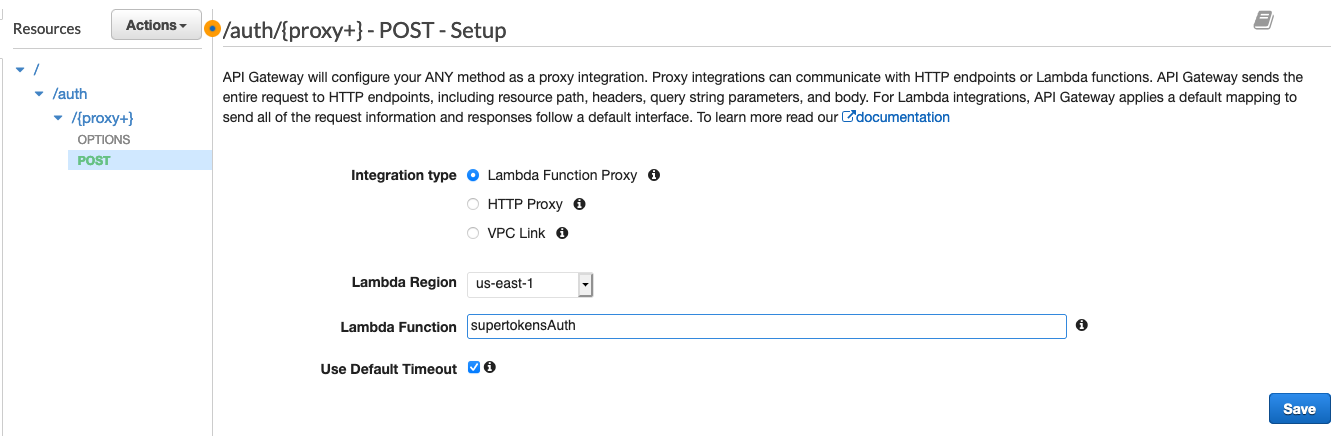 Resources
Actions
/auth/{proxy+} - POST - Setup
/
/auth
/{proxy+}
OPTIONS
POST
API Gateway will configure your ANY method as a proxy integration. Proxy integrations can communicate with HTTP endpoints or Lambda functions. API Gateway sends the
entire request to HTTP endpoints, including resource path, headers, query string parameters, and body. For Lambda integrations, API Gateway applies a default mapping to
send all of the request information and responses follow a default interface. To learn more read our documentation
Integration type Lambda Function Proxy
HTTP Proxy
VPC Link
Lambda Region us-east-1
Lambda Function supertokensAuth
Use Default Timeout
Save